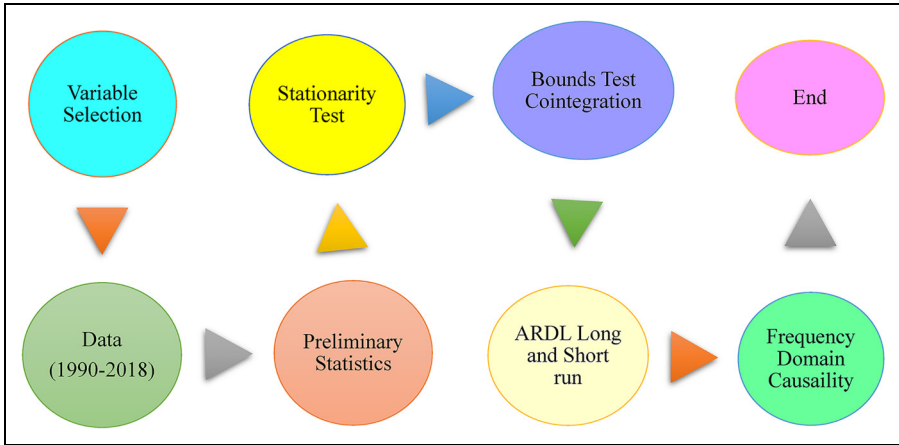 Variable
Selection
Data
(1990-2018)
Preliminary
Statistics
Stationarity
Test
Bounds Test
Cointegration
ARDL Long
and Short
run
Frequency
Domain
Causaility
End